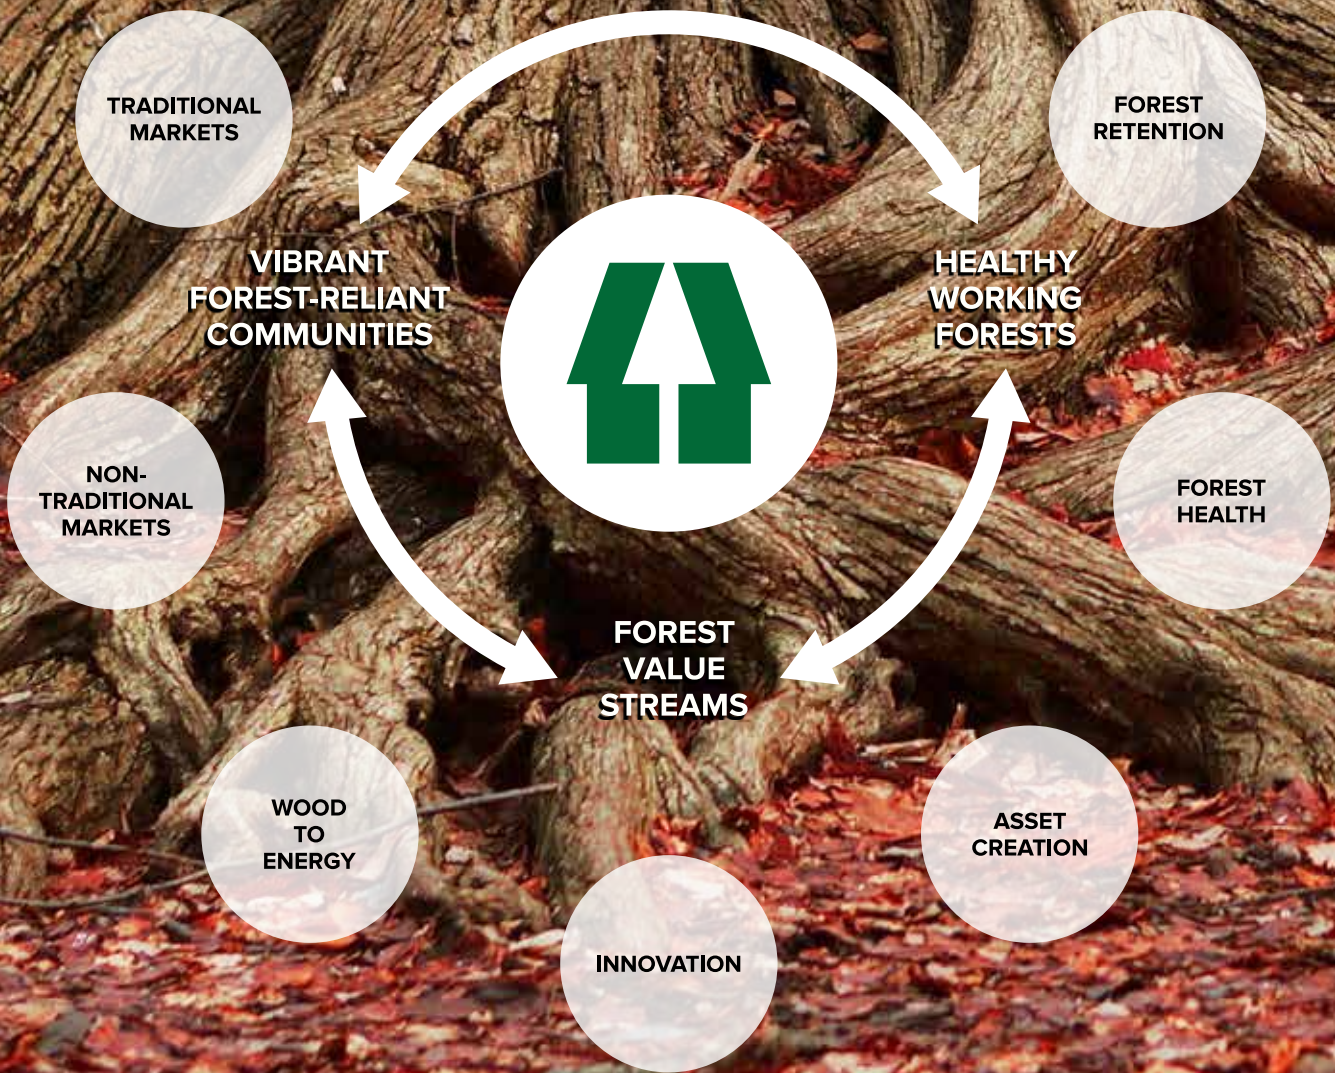 TRADITIONAL
MARKETS
FOREST
RETENTION
VIBRANT
FOREST-RELIANT
COMMUNITIES
HEALTHY
WORKING
FORESTS
NON-
TRADITIONAL
MARKETS
FOREST
HEALTH
FOREST
VALUE
STREAMS
WOOD
TO
ENERGY
ASSET
CREATION
INNOVATION